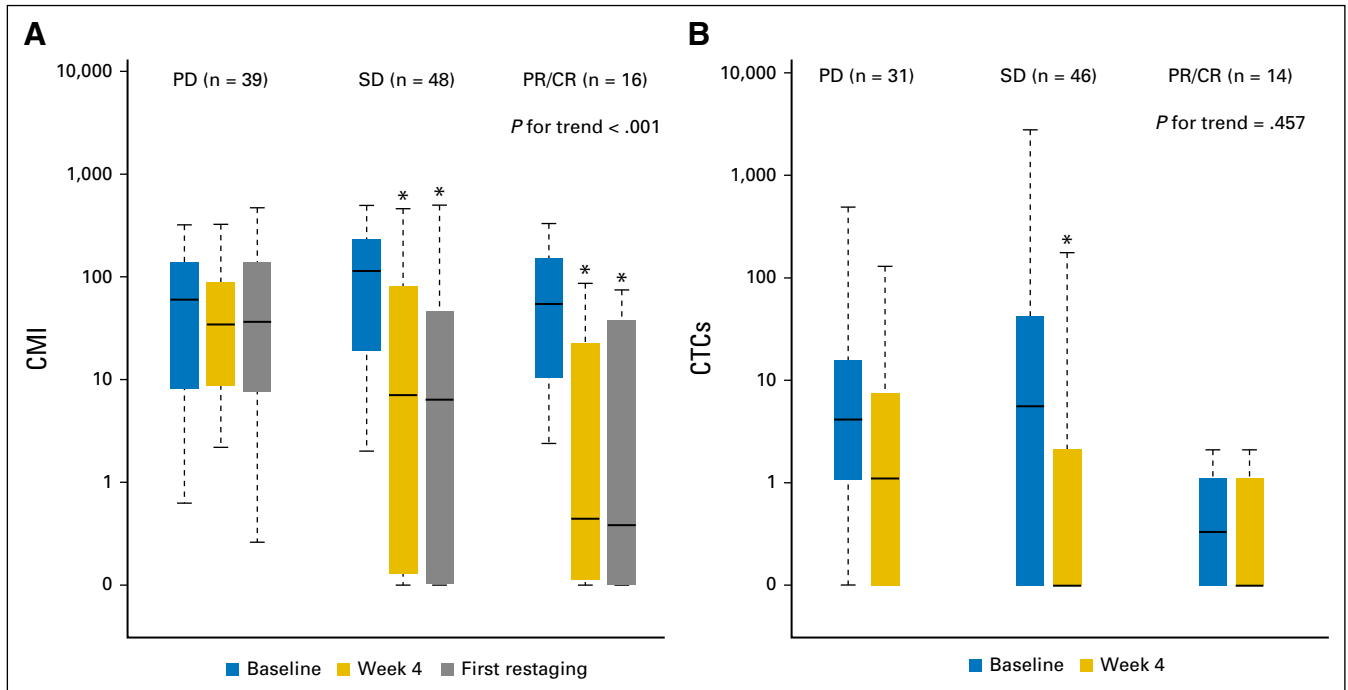 A
10,000
1,000
100
10
1
0
CMI
PD (n = 39)
SD (n = 48)
PR/CR (n = 16)
P for trend < .001
* *
* *
Baseline
Week 4
First restaging
B
10,000
1,000
100
10
1
0
CTCs
PD (n = 31)
SD (n = 46)
PR/CR (n = 14)
P for trend = .457
*
Baseline
Week 4